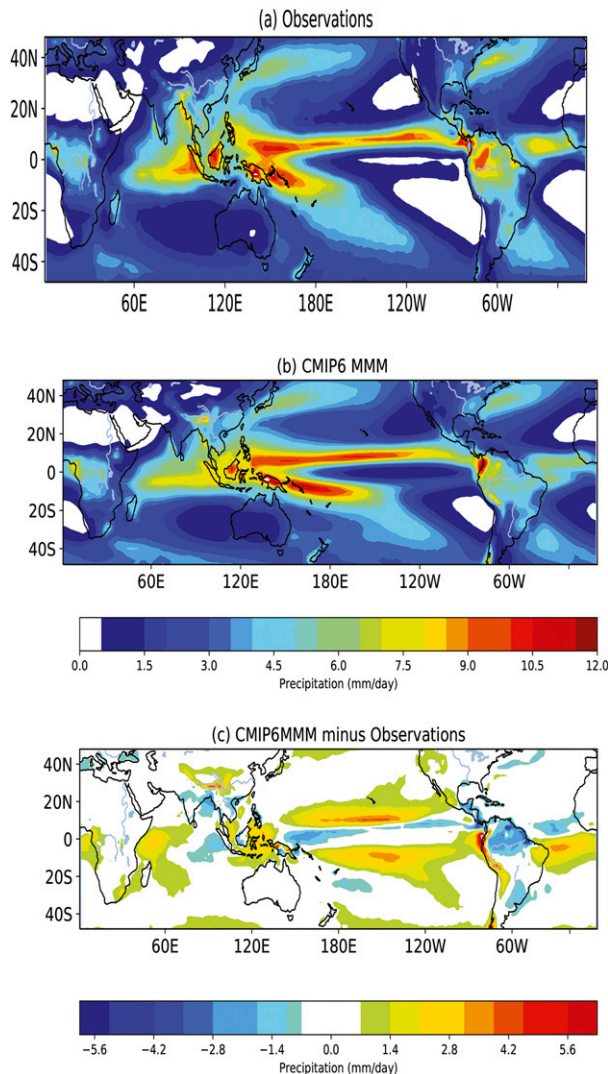 (a) Observations
40N
20N
0
20S
40S
60E 120E 180E 120W 60W
(b) CMIP6 MMM
40N
20N
0
20S
40S
60E 120E 180E 120W 60W
0.0 1.5 3.0 4.5 6.0 7.5 9.0 10.5 12.0
Precipitation (mm/day)
(c) CMIP6MMM minus Observations
40N
20N
0
20S
40S
60E 120E 180E 120W 60W
−5.6 −4.2 −2.8 −1.4 0.0 1.4 2.8 4.2 5.6
Precipitation (mm/day)